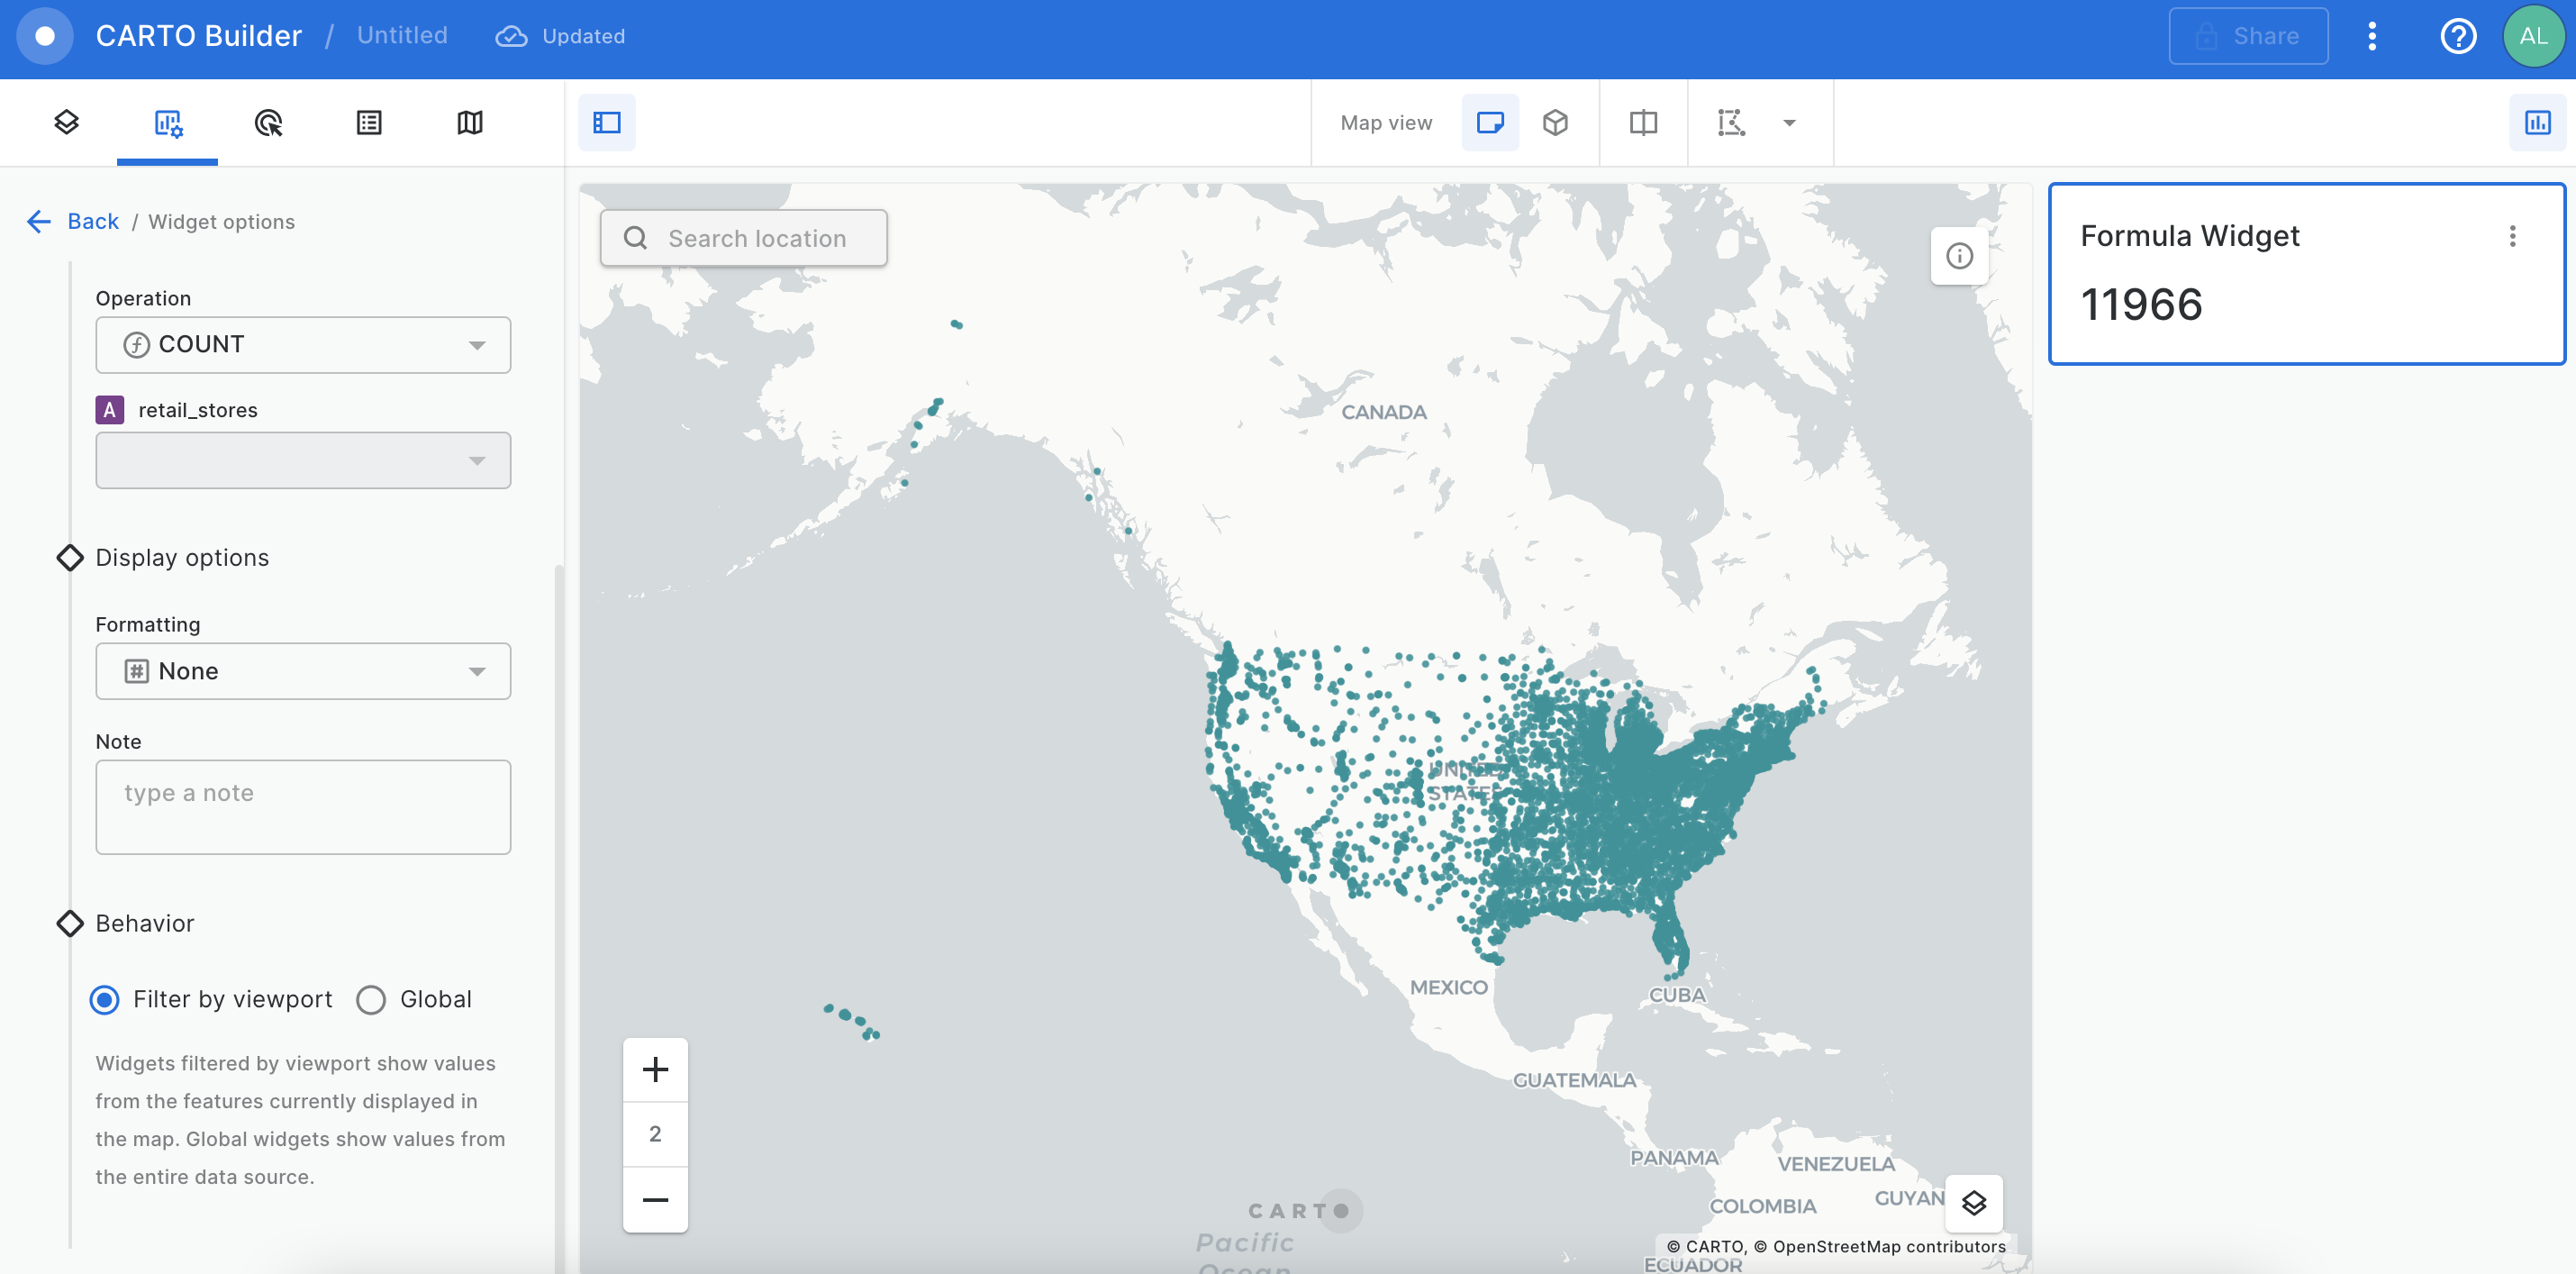 CARTO Builder / Untitled Updated
Share
AL
Map view
Back / Widget options
Operation
COUNT
A retail_stores
Display options
Formatting
None
Note
type a note
Behavior
Filter by viewport Global
Widgets filtered by viewport show values
from the features currently displayed in
the map. Global widgets show values from
the entire data source.
Search location
CANADA
UNITED
STATES
MEXICO
CUBA
GUATEMALA
PANAMA
VENEZUELA
COLOMBIA
GUYAN
ECUADOR
2
CARTO
Pacific
Ocean
© CARTO, © OpenStreetMap contributors
Formula Widget
11966